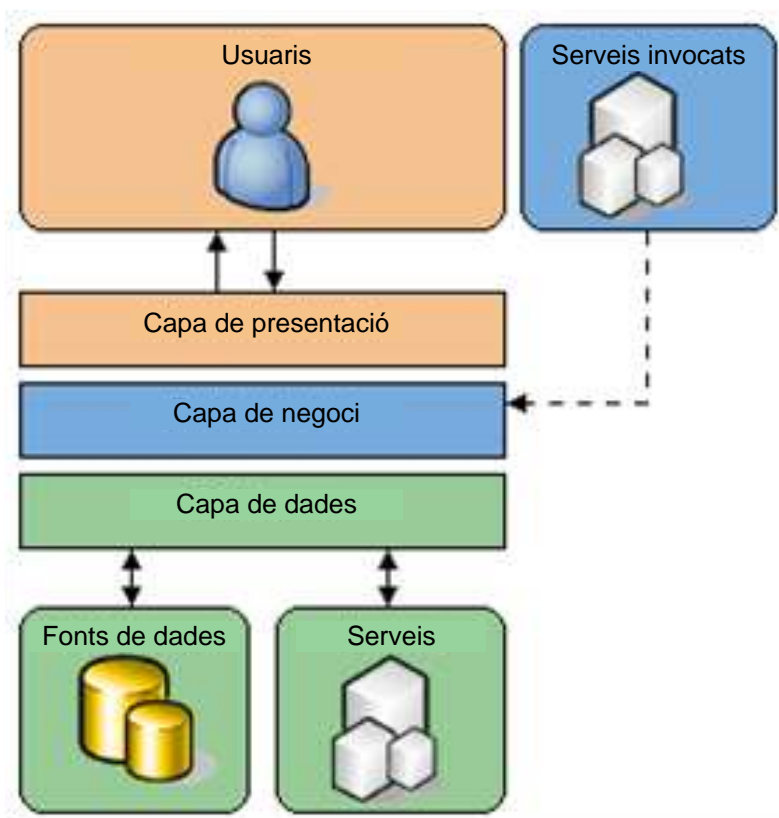 Usuaris
Serveis invocats
Capa de presentació
Capa de negoci
Capa de dades
Fonts de dades
Serveis